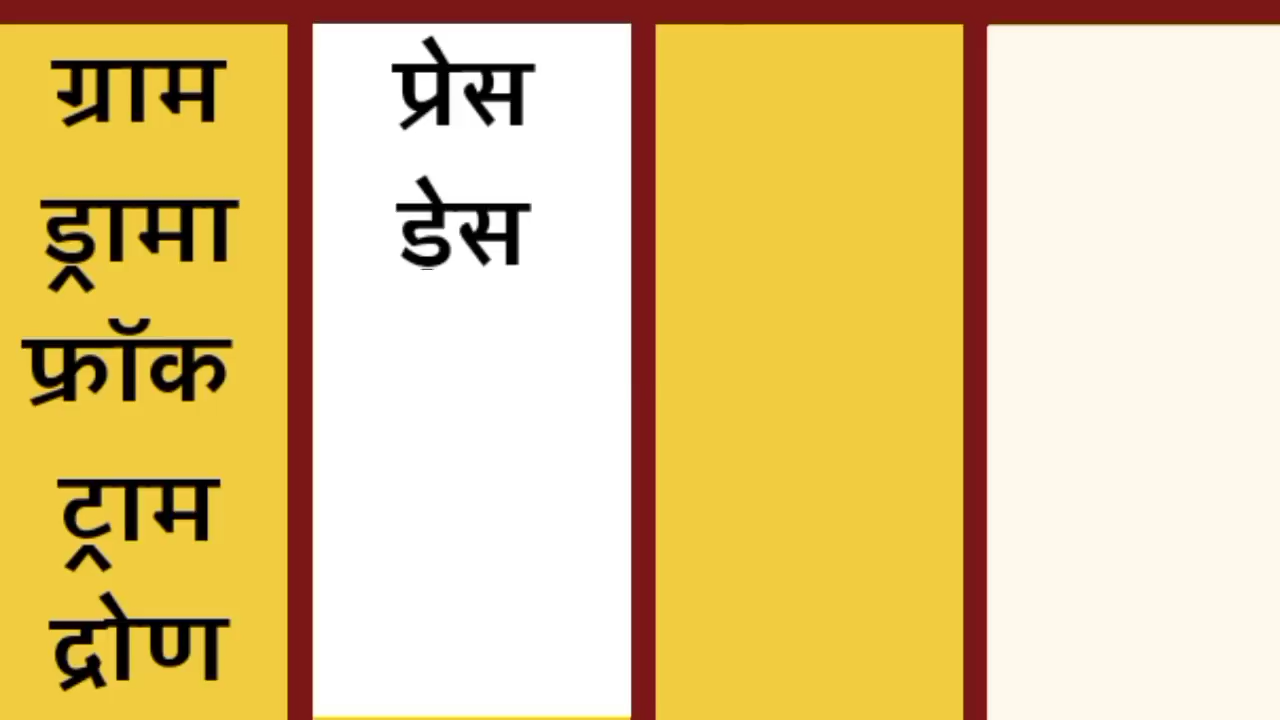 ग्राम
ड्रामा
फ्रॉक
ट्राम
द्रोण
प्रेस
डेस